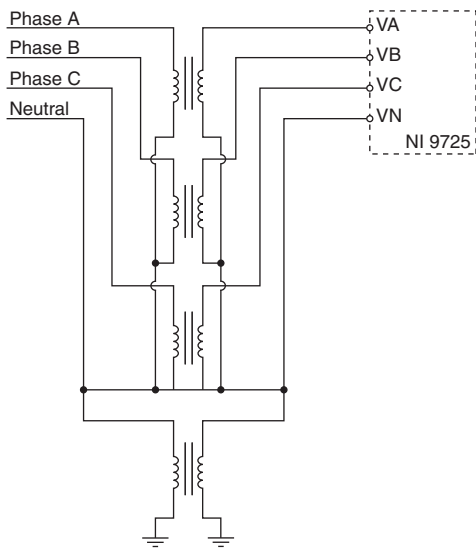 Phase A
Phase B
Phase C
Neutral
VA
VB
VC
VN
NI 9725